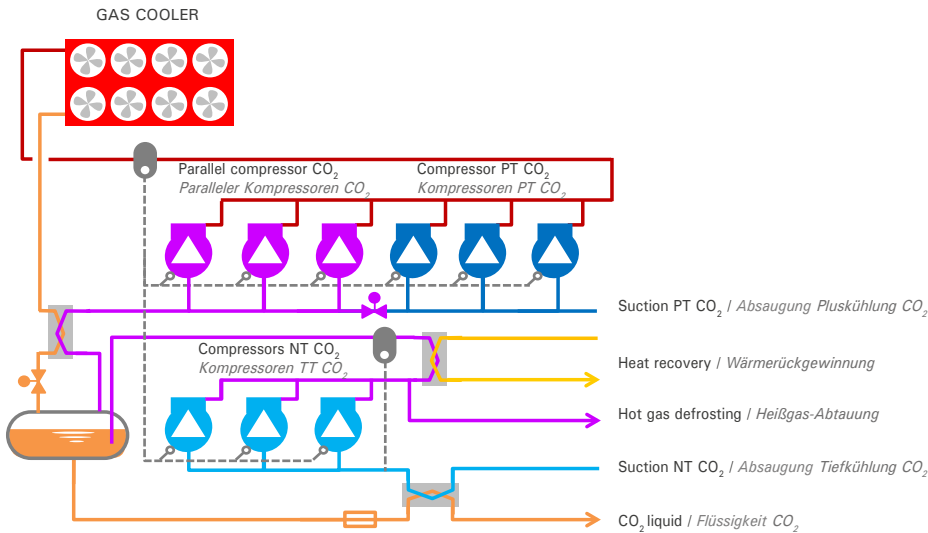 GAS COOLER
Parallel compressor CO₂
Paralleler Kompressoren CO₂
Compressor PT CO₂
Kompressoren PT CO₂
Suction PT CO₂ / Absaugung Pluskühlung CO₂
Compressors NT CO₂
Kompressoren TT CO₂
Heat recovery / Wärmerückgewinnung
Hot gas defrosting / Heißgas-Abtauung
Suction NT CO₂ / Absaugung Tiefkühlung CO₂
CO₂ liquid / Flüssigkeit CO₂